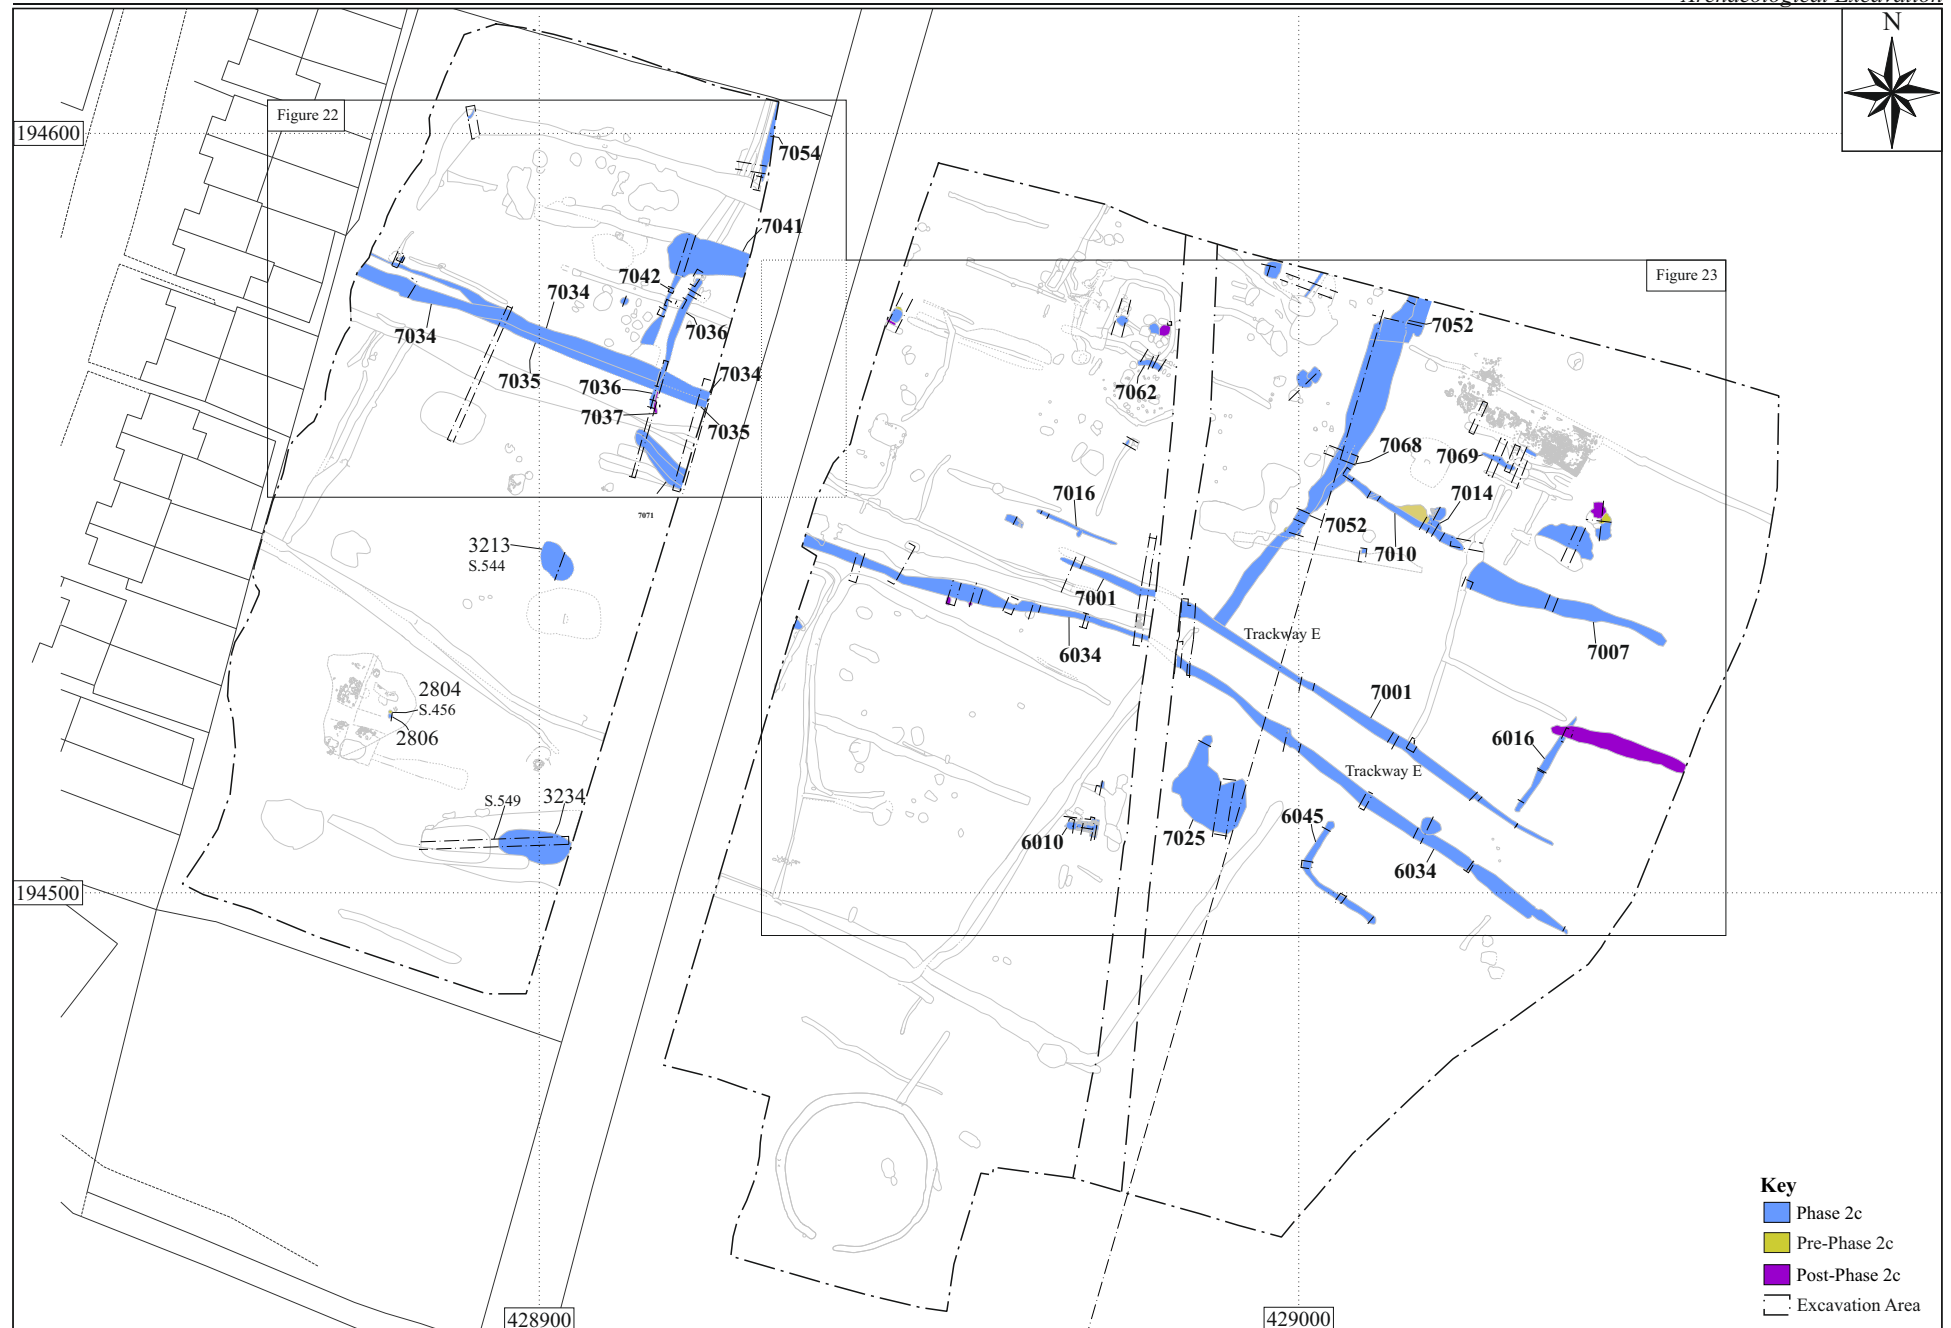 Archaeological Excavation
N
Figure 22
194600
7054
7041
7042
7034
7036
7034
7035
7036
7034
7037
7035
7071
3213
S.544
2804
S.456
2806
S.549
3234
194500
Figure 23
7052
7062
7068
7069
7016
7014
7052
7010
7001
Trackway E
6034
7007
7001
6016
Trackway E
6045
6010
7025
6034
Key
Phase 2c
Pre-Phase 2c
Post-Phase 2c
Excavation Area
428900
429000